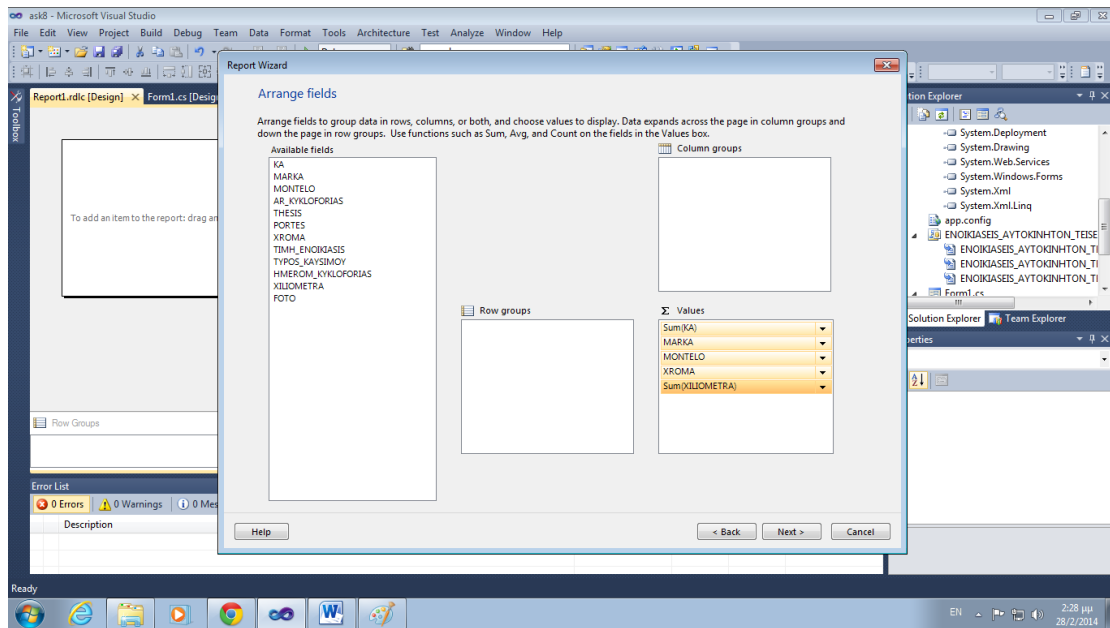 ask8 - Microsoft Visual Studio
File Edit View Project Build Debug Team Data Format Tools Architecture Test Analyze Window Help
Report Wizard
Report1.rdlc [Design] Form1.cs [Desig
Toolbox
Arrange fields
tion Explorer
Arrange fields to group data in rows, columns, or both, and choose values to display. Data expands across the page in column groups and
down the page in row groups. Use functions such as Sum, Avg, and Count on the fields in the Values box.
Available fields
KA
MARKA
MONTELO
AR_KYKLOFORIAS
THESIS
PORTES
XROMA
TIMH_ENOIKIASIS
TYPOS_KAYSIMOY
HMEROM_KYKLOFORIAS
XILIOMETRA
FOTO
Column groups
Row groups
Σ Values
Sum(KA)
MARKA
MONTELO
XROMA
Sum(XILIOMETRA)
To add an item to the report: drag an
System.Deployment
System.Drawing
System.Web.Services
System.Windows.Forms
System.Xml
System.Xml.Linq
app.config
ENOIKIASEIS_AYTOKINHTON_TEISE
ENOIKIASEIS_AYTOKINHTON_TI
ENOIKIASEIS_AYTOKINHTON_TI
ENOIKIASEIS_AYTOKINHTON_TI
Form1.cs
Solution Explorer Team Explorer
perties
Row Groups
Error List
0 Errors 0 Warnings 0 Mes
Description
Help
< Back Next > Cancel
Ready
EN
2:28 μμ
28/2/2014